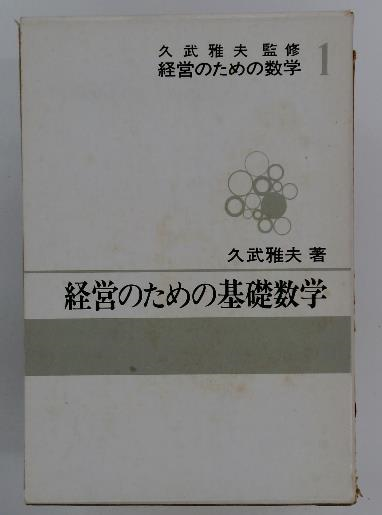 久武雅夫監修
経営のための数学 1
久武雅夫 著
経営のための基礎数学